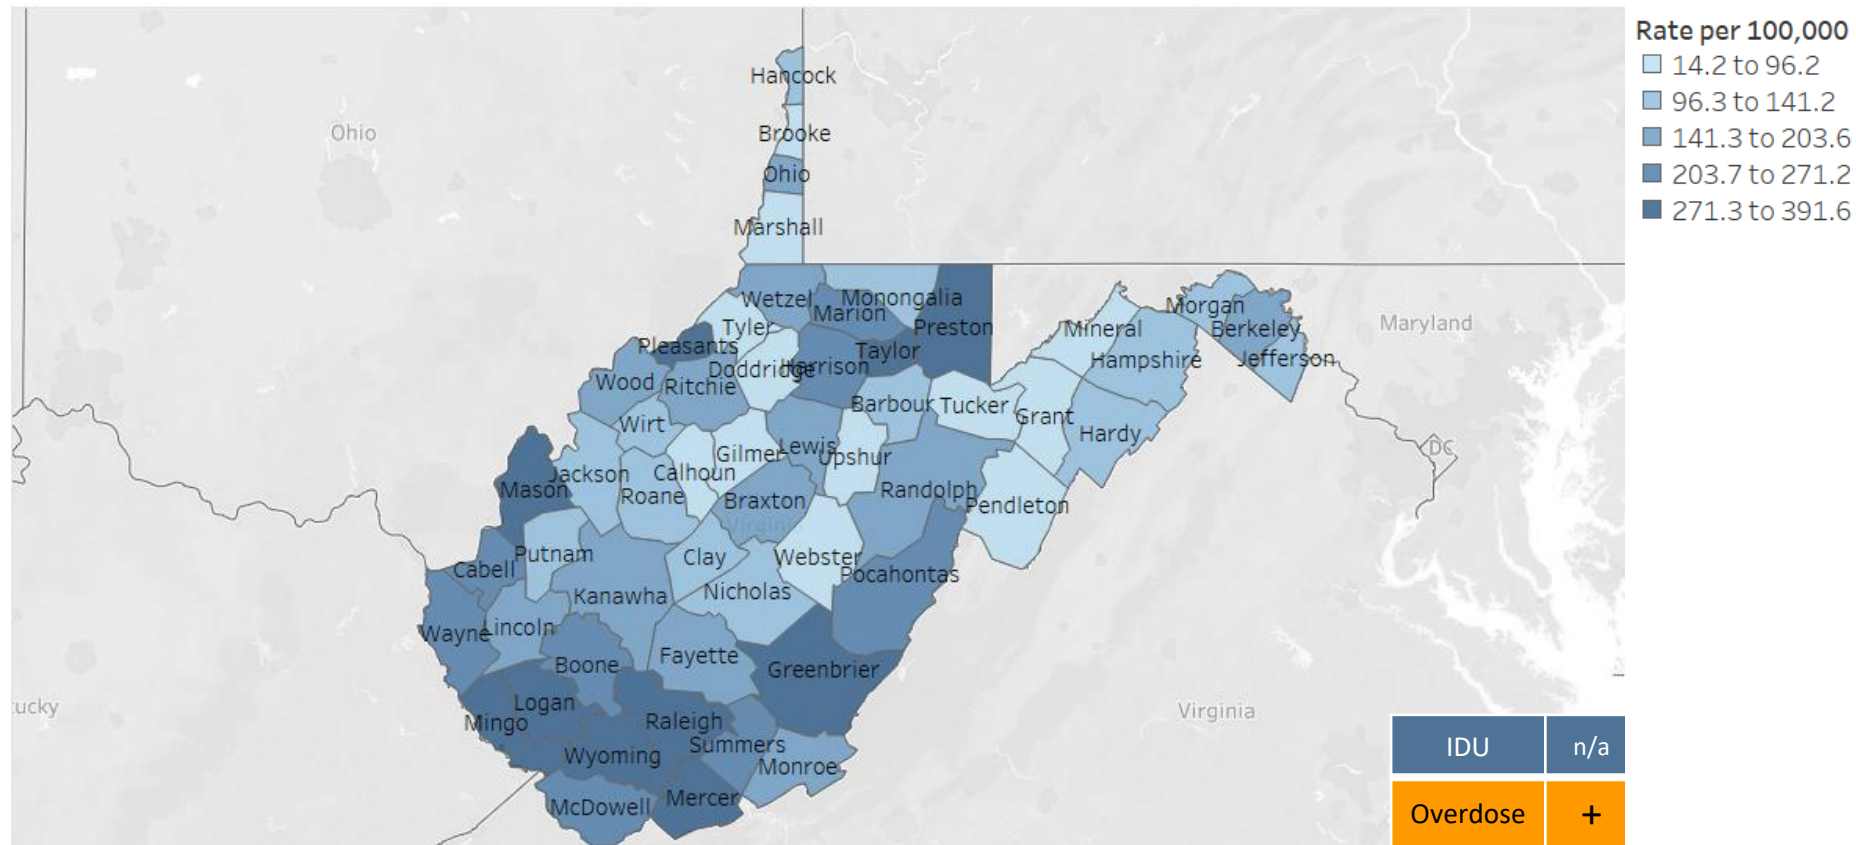 Rate per 100,000
14.2 to 96.2
96.3 to 141.2
141.3 to 203.6
203.7 to 271.2
271.3 to 391.6
Hancock
Ohio
Brooke
Ohio
Marshall
Wetzel
Monongalia
Marion
Preston
Tyler
Pleasants
Taylor
Doddridge
Harrison
Wood
Ritchie
Morgan
Berkeley
Mineral
Hampshire
Jefferson
Maryland
Barbour
Tucker
Grant
Hardy
Wirt
Gilmer
Lewis
Upshur
DC
Jackson
Calhoun
Roane
Mason
Braxton
Virginia
Randolph
Pendleton
Putnam
Clay
Webster
Cabell
Pocahontas
Kanawha
Nicholas
Wayne
Lincoln
Boone
Fayette
Greenbrier
ucky
Logan
Mingo
Raleigh
Virginia
Summers
Wyoming
Monroe
Mercer
McDowell
IDU n/a
Overdose +